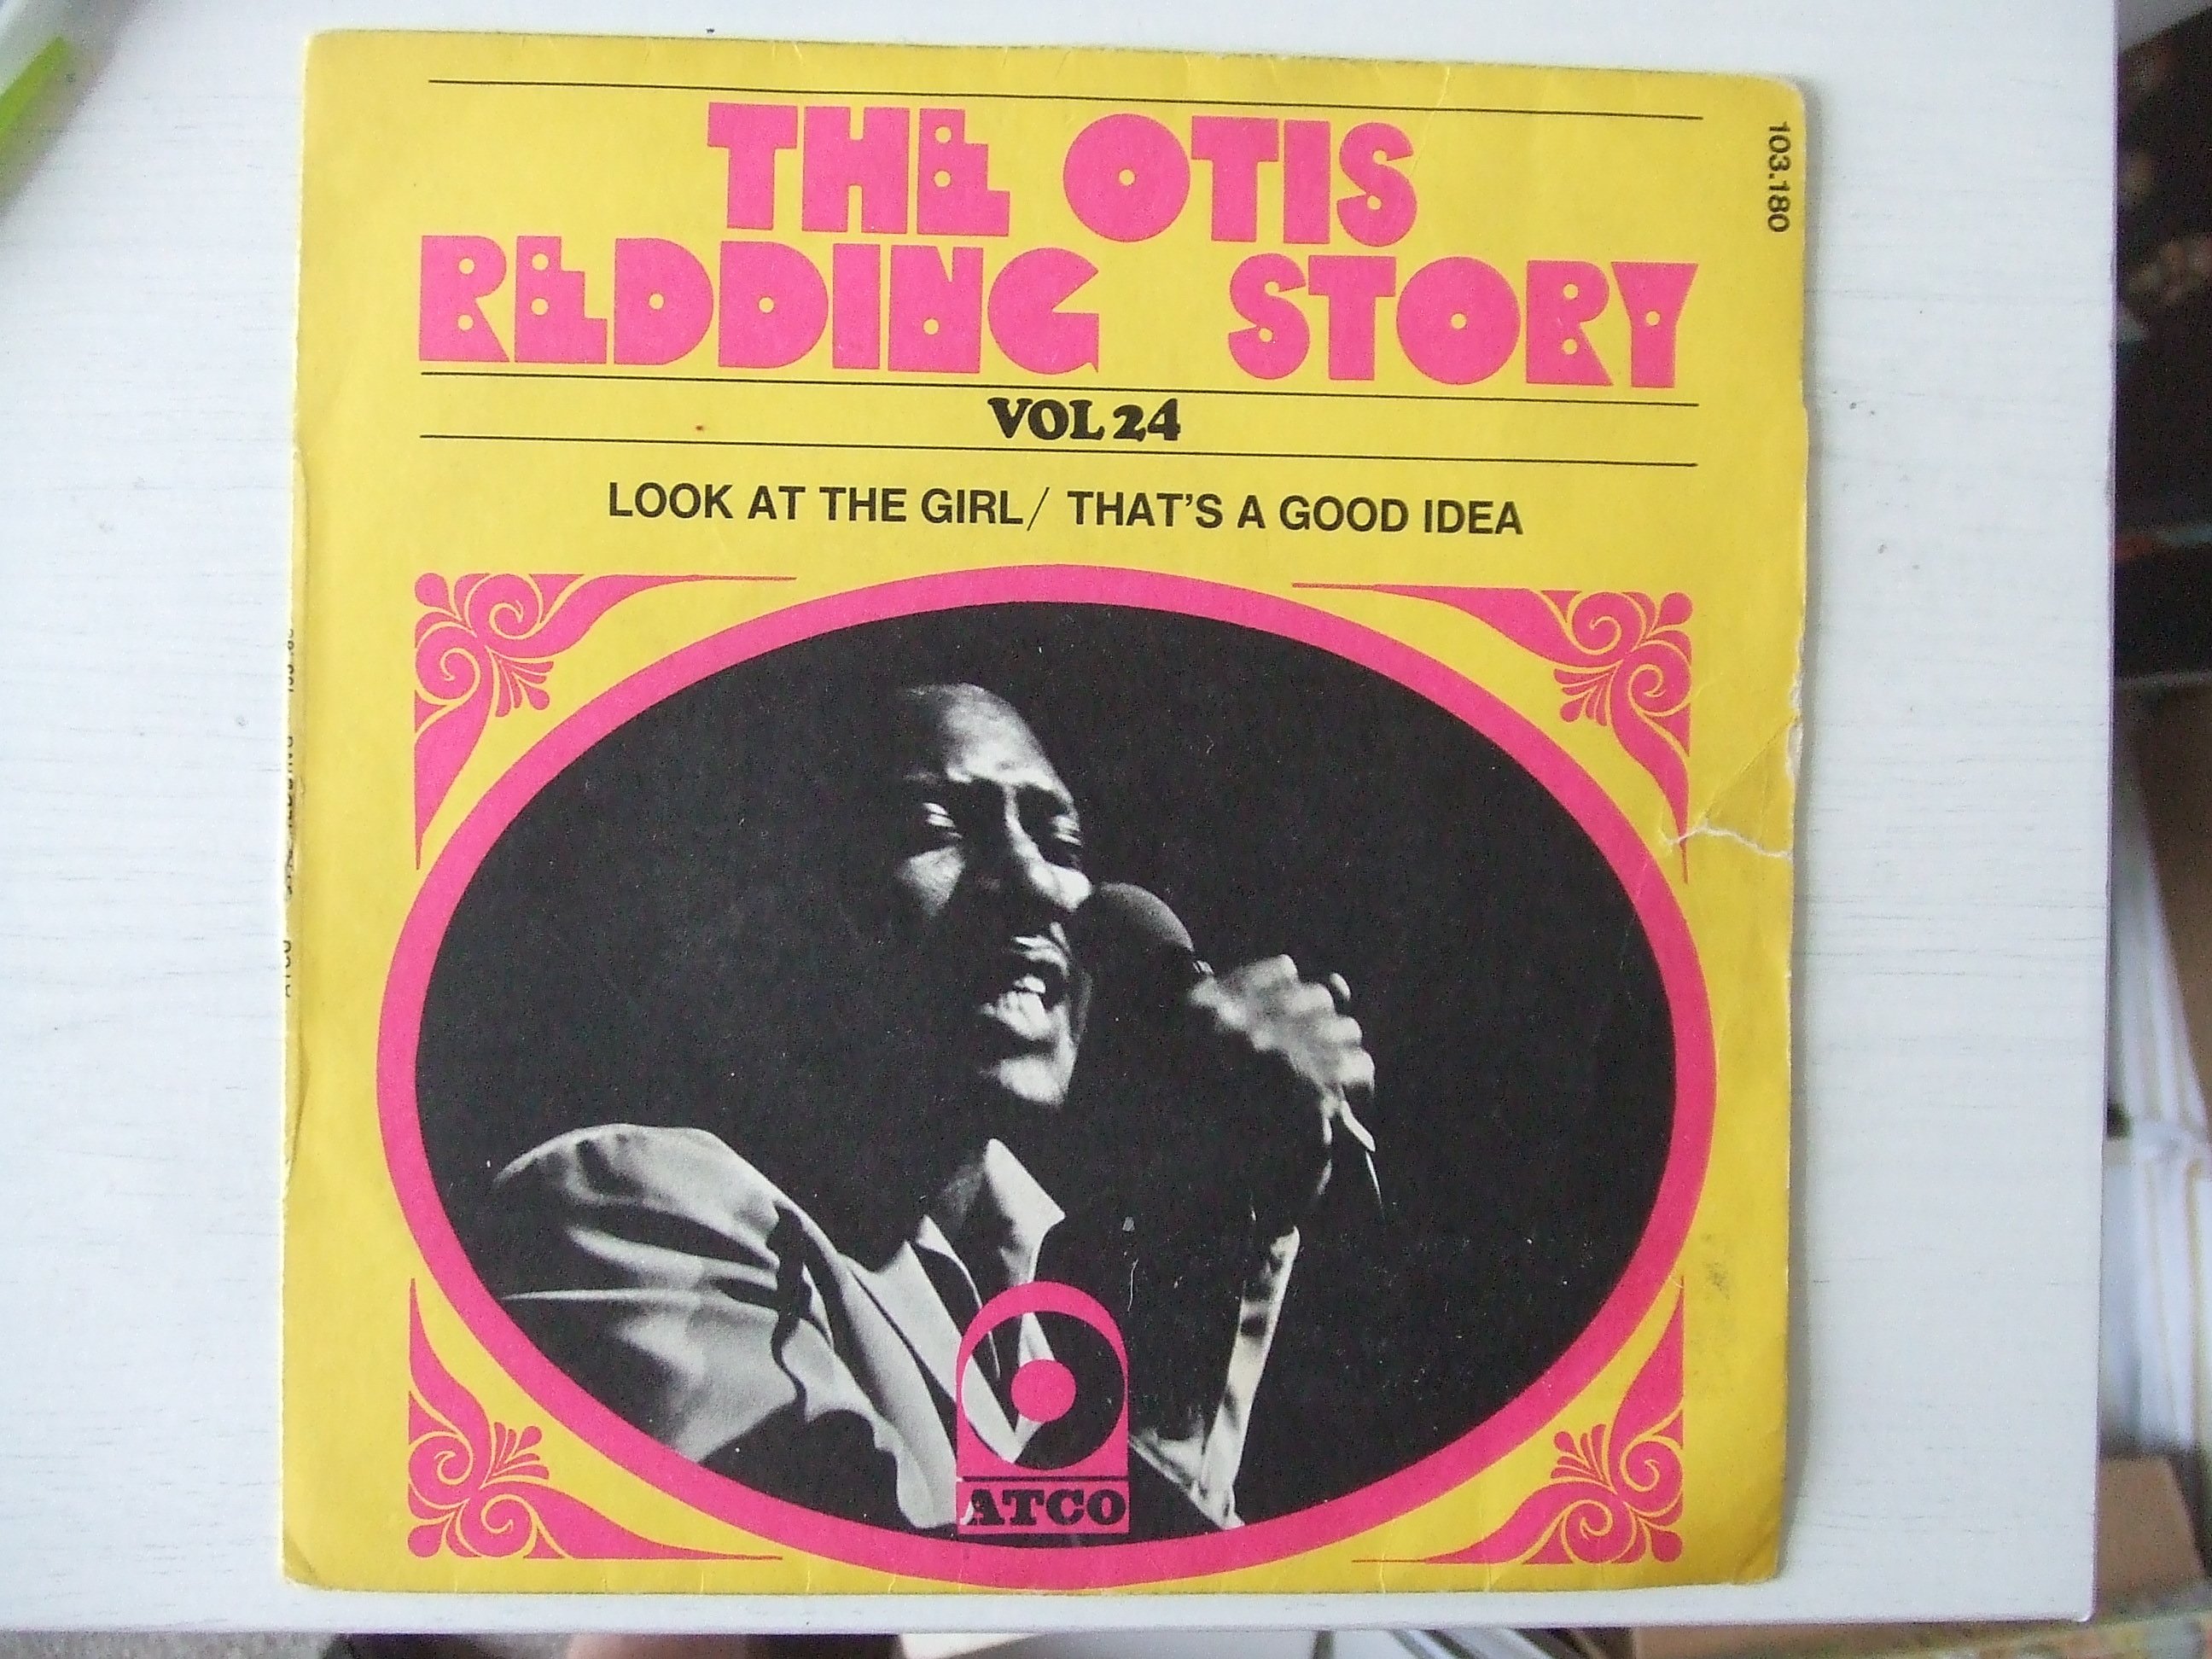 THE OTIS
REDDING STORY
103.180
VOL 24
LOOK AT THE GIRL / THAT'S A GOOD IDEA
ATCO